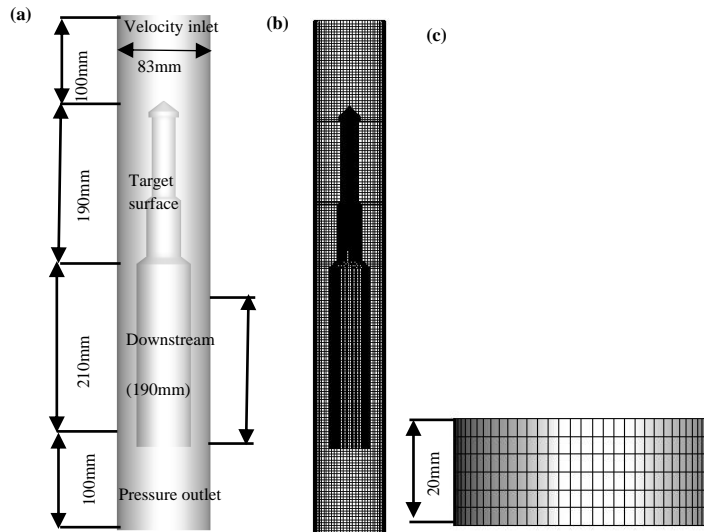 (a)
Velocity inlet
83mm
100mm
190mm
Target
surface
210mm
Downstream
(190mm)
100mm
Pressure outlet
(b)
(c)
20mm